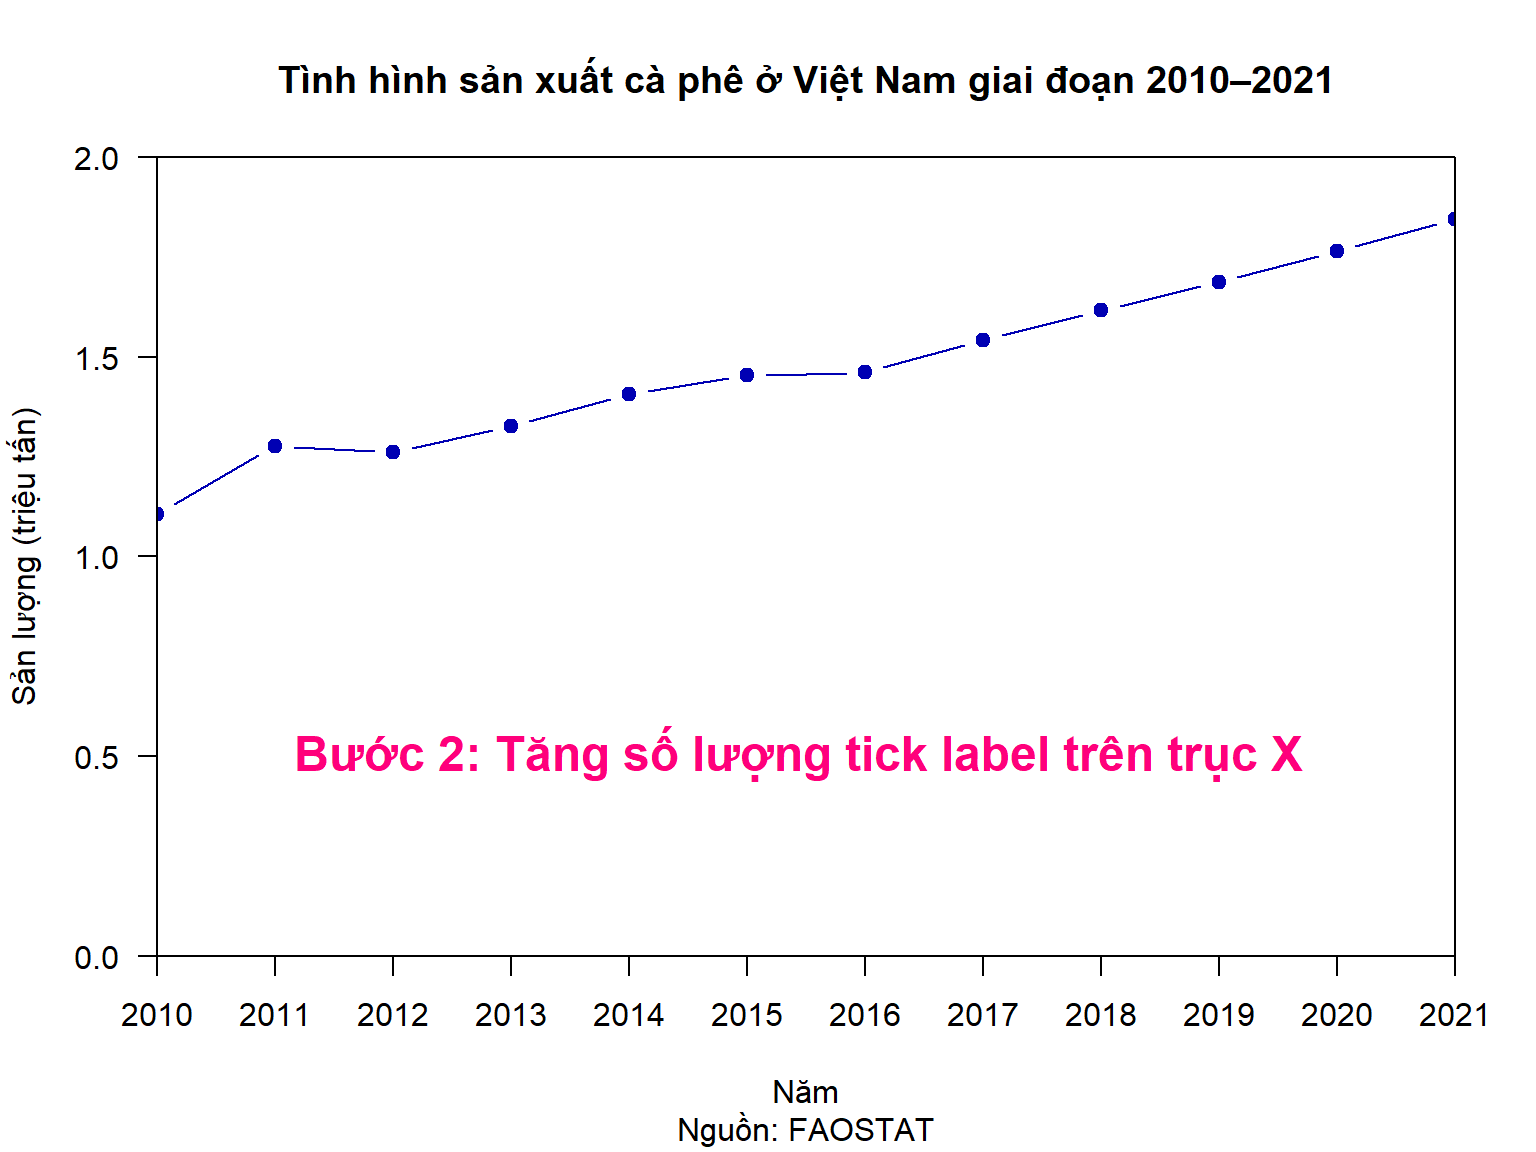 Tình hình sản xuất cà phê ở Việt Nam giai đoạn 2010–2021
2.0
1.5
1.0
0.5
0.0
Sản lượng (triệu tấn)
Bước 2: Tăng số lượng tick label trên trục X
2010 2011 2012 2013 2014 2015 2016 2017 2018 2019 2020 2021
Năm
Nguồn: FAOSTAT